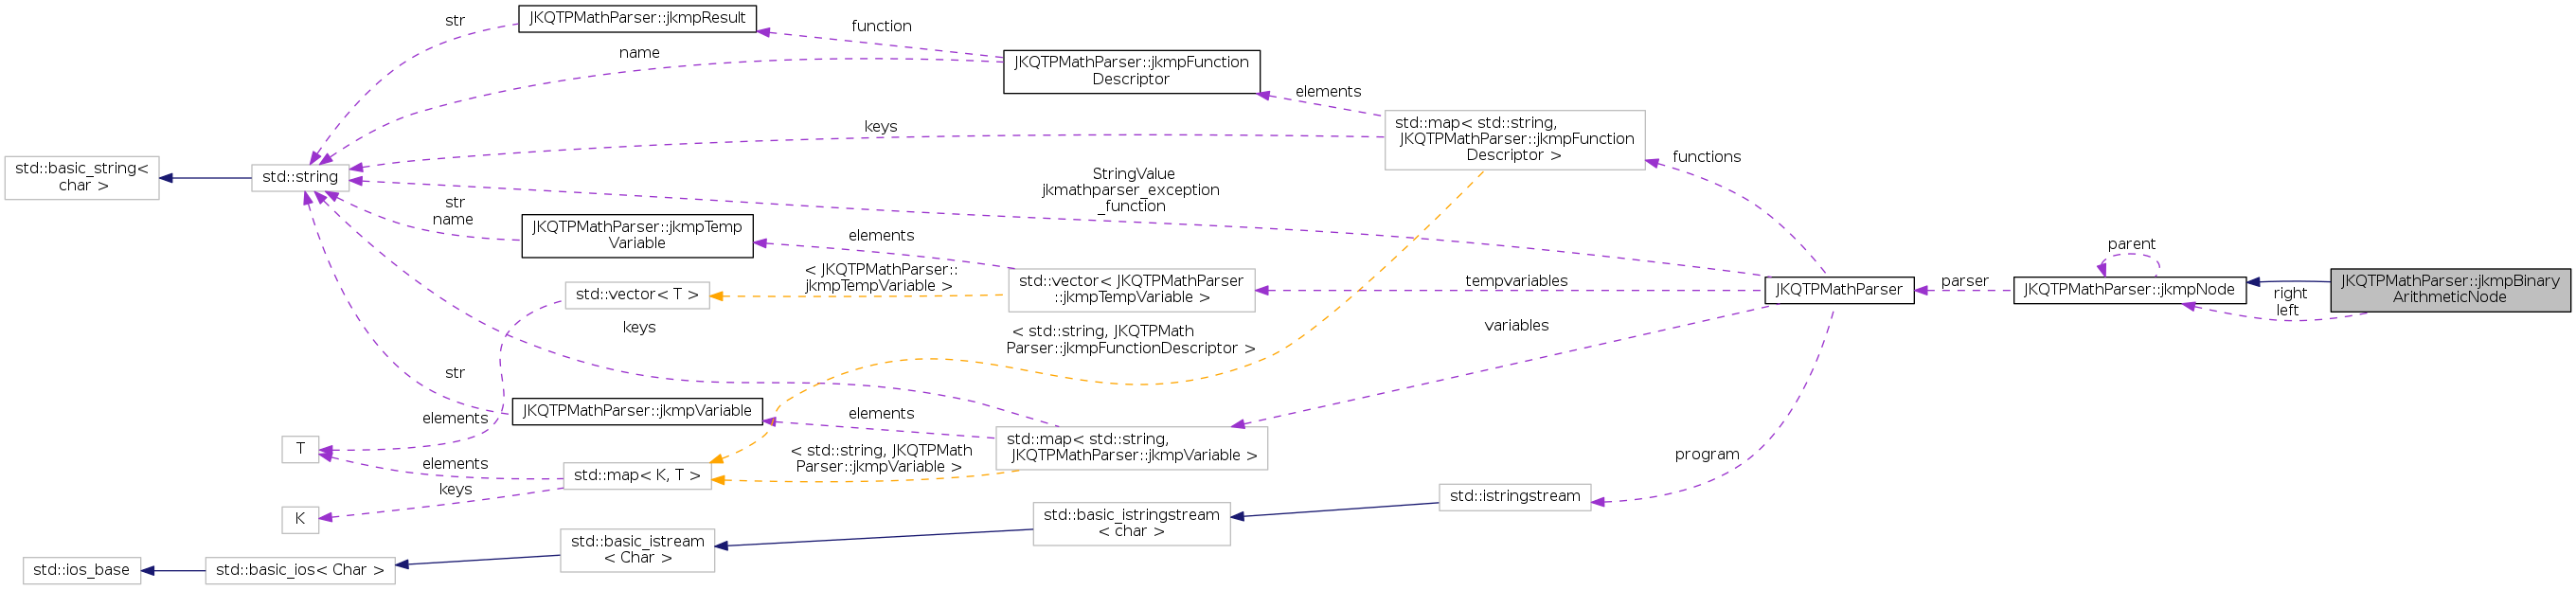 str
JKQTPMathParser::jkmpResult
function
name
JKQTPMathParser::jkmpFunction
Descriptor
elements
keys
std::map< std::string,
JKQTPMathParser::jkmpFunction
Descriptor >
functions
std::basic_string<
char >
std::string
StringValue
jkmathparser_exception
_function
str
name
JKQTPMathParser::jkmpTemp
Variable
elements
< JKQTPMathParser::
jkmpTempVariable >
std::vector< T >
std::vector< JKQTPMathParser
::jkmpTempVariable >
tempvariables
JKQTPMathParser
parser
parent
JKQTPMathParser::jkmpNode
right
left
JKQTPMathParser::jkmpBinary
ArithmeticNode
keys
< std::string, JKQTPMath
Parser::jkmpFunctionDescriptor >
variables
str
JKQTPMathParser::jkmpVariable
elements
elements
std::map< std::string,
JKQTPMathParser::jkmpVariable >
T
elements
std::map< K, T >
< std::string, JKQTPMath
Parser::jkmpVariable >
program
keys
K
std::istringstream
std::basic_istringstream
< char >
std::basic_istream
< Char >
std::basic_ios< Char >
std::ios_base